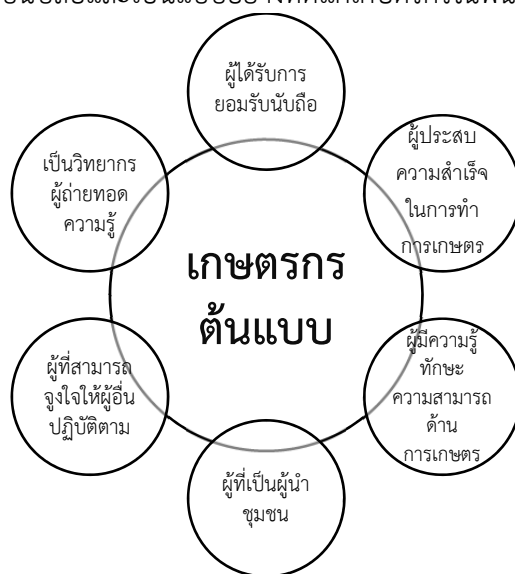 ผู้ได้รับการ
ยอมรับนับถือ
ผู้ประสบ
ความสำเร็จ
ในการทำ
การเกษตร
ผู้มีความรู้
ทักษะ
ความสามารถ
ด้าน
การเกษตร
ผู้ที่เป็นผู้นำ
ชุมชน
ผู้ที่สามารถ
จูงใจให้ผู้อื่น
ปฏิบัติตาม
เป็นวิทยากร
ผู้ถ่ายทอด
ความรู้
เกษตรกร
ต้นแบบ